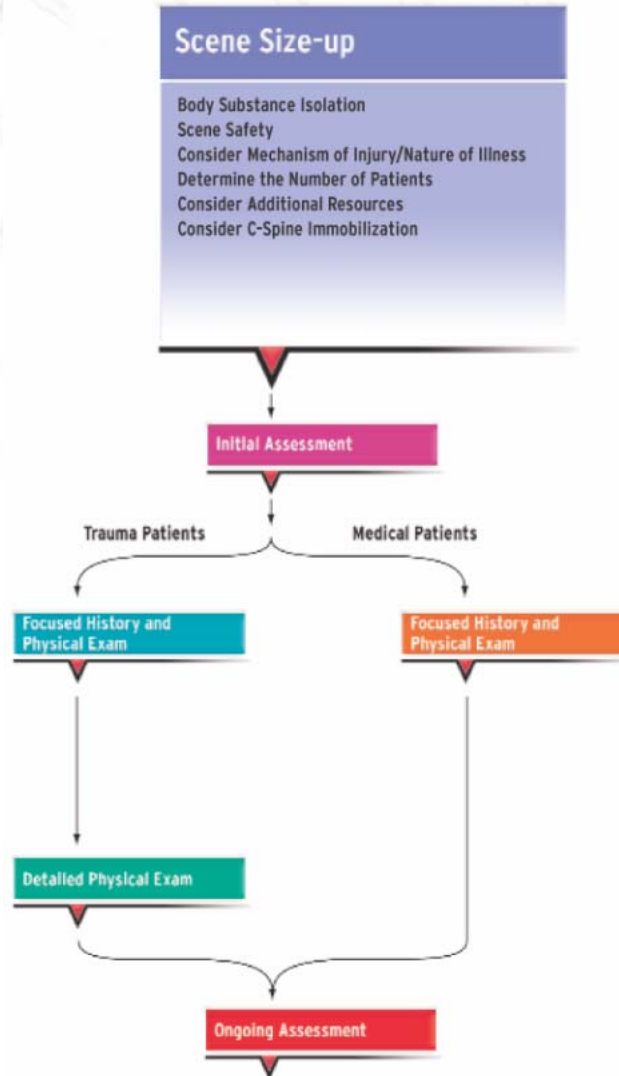 Scene Size-up
Body Substance Isolation
Scene Safety
Consider Mechanism of Injury/Nature of Illness
Determine the Number of Patients
Consider Additional Resources
Consider C-Spine Immobilization
Initial Assessment
Trauma Patients
Medical Patients
Focused History and
Physical Exam
Focused History and
Physical Exam
Detailed Physical Exam
Ongoing Assessment